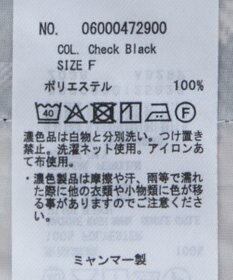 NO. 06000472900
COL. Check Black
SIZE F
ポリエステル 100%
40 F
濃色品は白物と分別洗い。つけ置き
禁止。洗濯ネット使用。アイロンあ
て布使用。
・濃色製品は摩擦や汗、雨等で濡れ
た際に他の衣類や小物類に色が移
る事がありますのでご注意くださ
い。
ミャンマー製